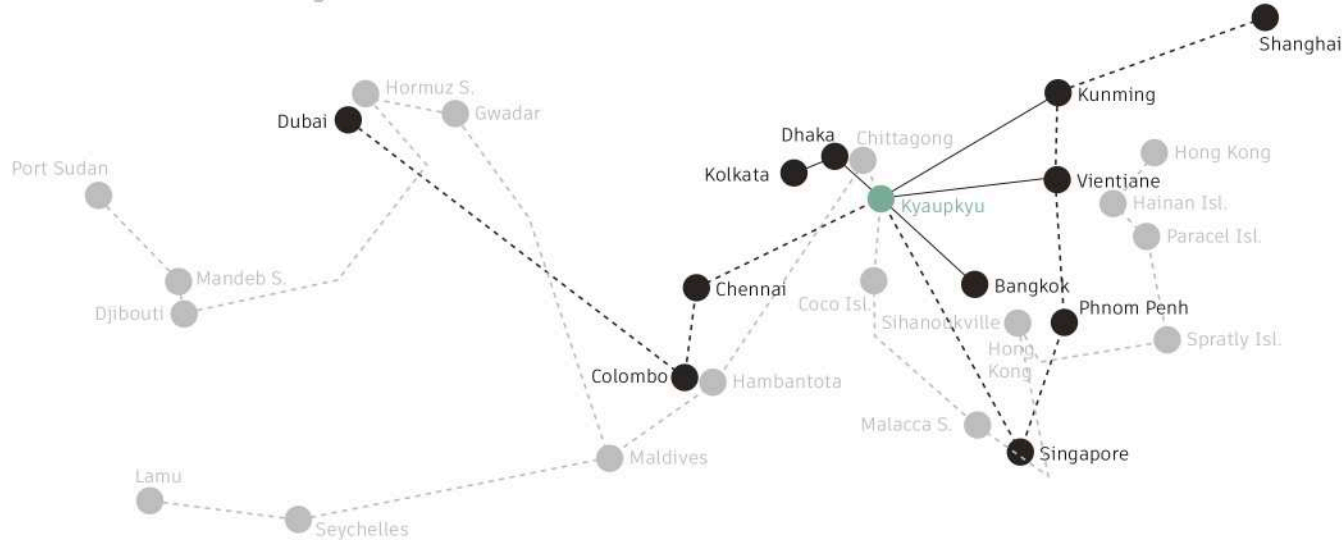 Shanghai
Hormuz S.
Kunming
Gwadar
Dubai
Dhaka
Chittagong
Hong Kong
Port Sudan
Kolkata
Vientjane
Kyaupkyu
Hainan Isl.
Paracel Isl.
Mandeb S.
Chennai
Bangkok
Coco Isl.
Phnom Penh
Djibouti
Sihanoukville
Spratly Isl.
Hong
Kong
Colombo
Hambantota
Malacca S.
Singapore
Maldives
Lamu
Seychelles